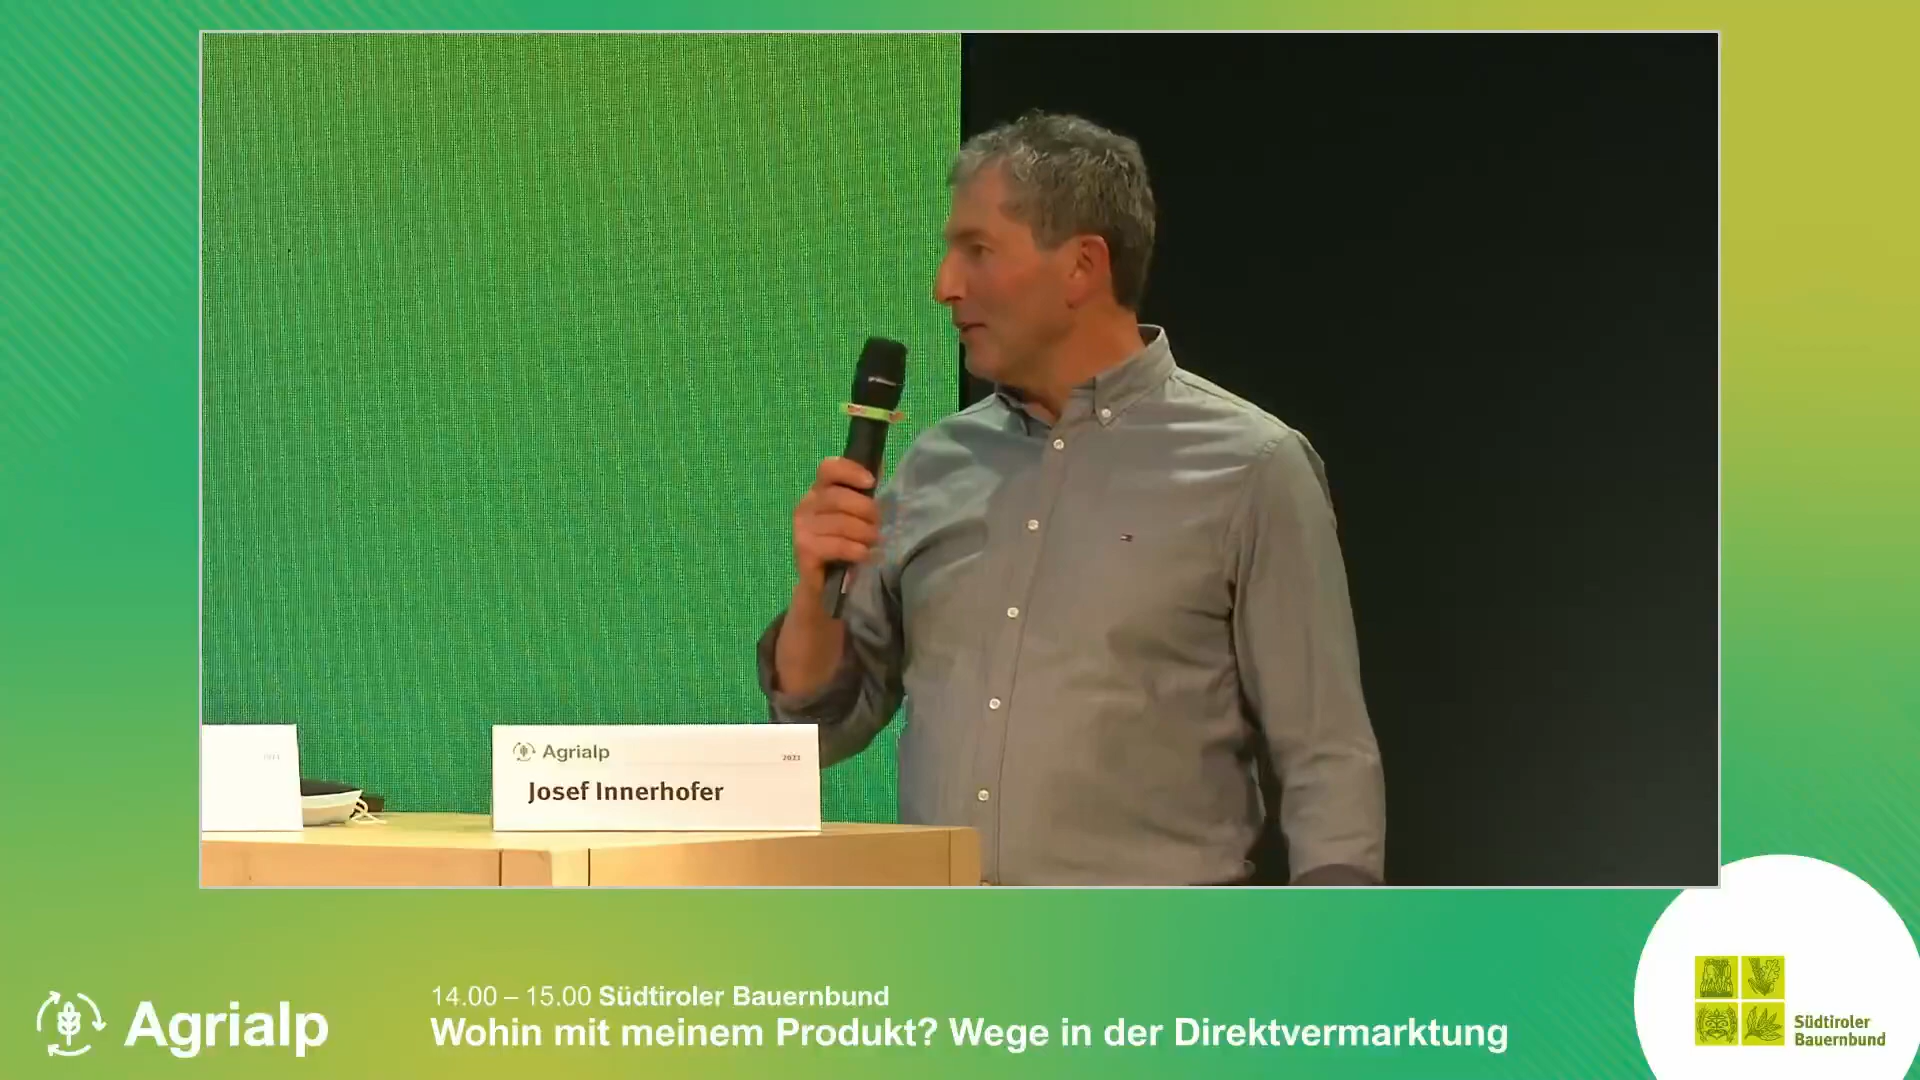 Agrialp
2023
Josef Innerhofer
Agrialp
14.00 – 15.00 Südtiroler Bauernbund
Wohin mit meinem Produkt? Wege in der Direktvermarktung
Südtiroler
Bauernbund